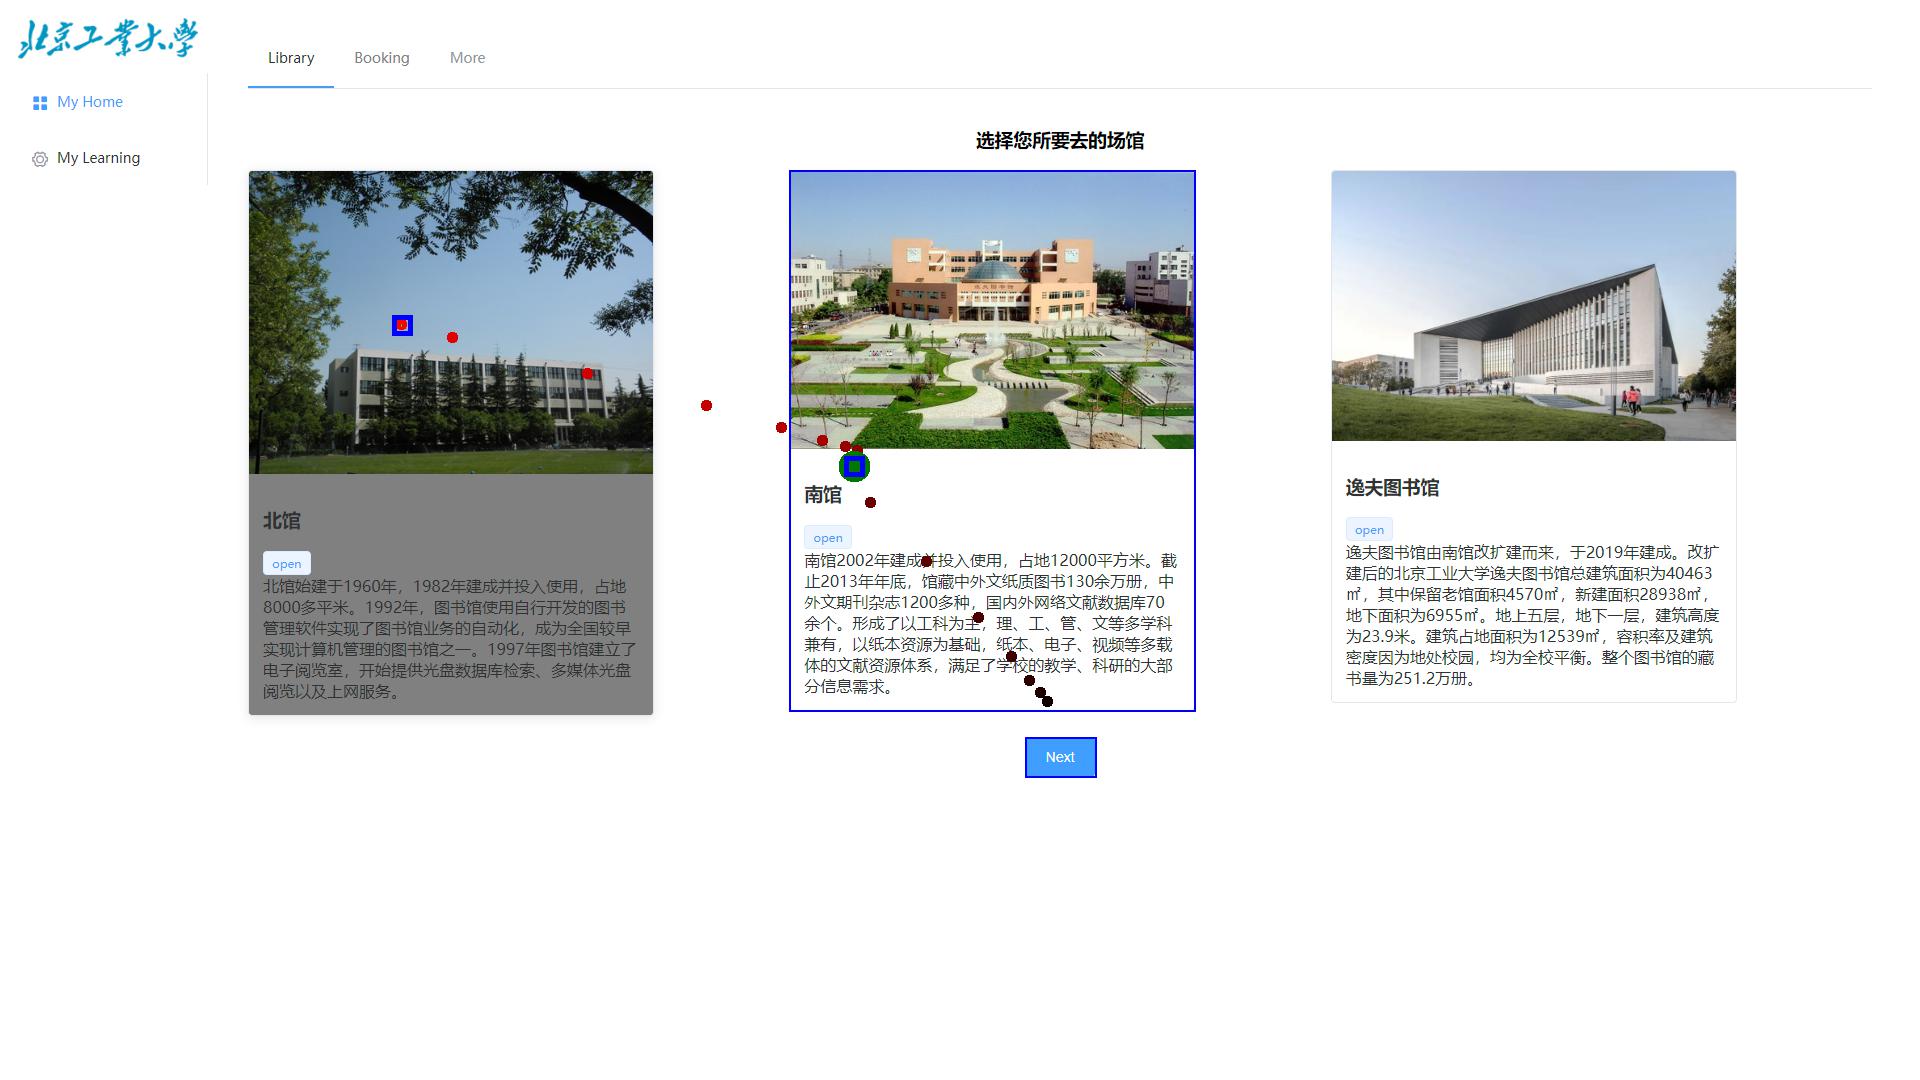 北京工業大學
Library
Booking
More
My Home
My Learning
选择您所要去的场馆
北馆
open
北馆始建于1960年，1982年建成并投入使用，占地
8000多平米。1992年，图书馆使用自行开发的图书
管理软件实现了图书馆业务的自动化，成为全国较早
实现计算机管理的图书馆之一。1997年图书馆建立了
电子阅览室，开始提供光盘数据库检索、多媒体光盘
阅览以及上网服务。
南馆
open
南馆2002年建成并投入使用，占地12000平方米。截
止2013年年底，馆藏中外文纸质图书130余万册，中
外文期刊杂志1200多种，国内外网络文献数据库70
余个。形成了以工科为主，理、工、管、文等多学科
兼有，以纸本资源为基础，纸本、电子、视频等多载
体的文献资源体系，满足了学校的教学、科研的大部
分信息需求。
逸夫图书馆
open
逸夫图书馆由南馆改扩建而来，于2019年建成。改扩
建后的北京工业大学逸夫图书馆总建筑面积为40463
㎡，其中保留老馆面积4570㎡，新建面积28938㎡，
地下面积为6955㎡。地上五层，地下一层，建筑高度
为23.9米。建筑占地面积为12539㎡，容积率及建筑
密度因为地处校园，均为全校平衡。整个图书馆的藏
书量为251.2万册。
Next